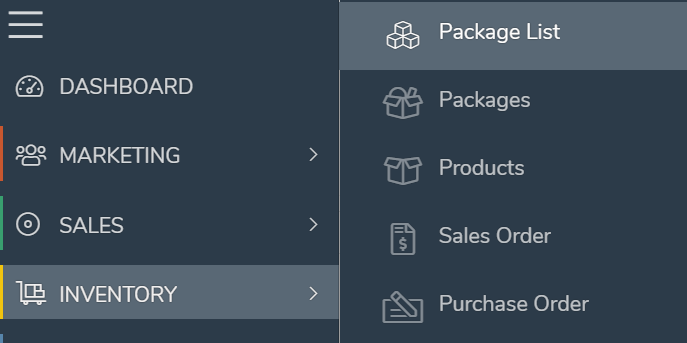 DASHBOARD
MARKETING
SALES
INVENTORY
Package List
Packages
Products
Sales Order
Purchase Order